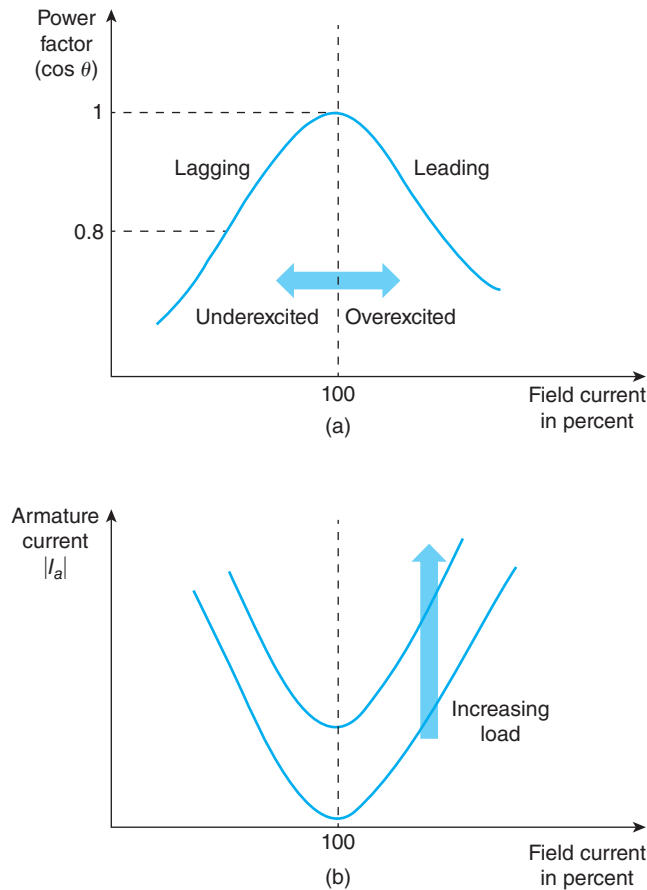 Power
factor
(cos θ)
1
Lagging
Leading
0.8
Underexcited
Overexcited
100
Field current
in percent
(a)
Armature
current
|Iₐ|
Increasing
load
100
Field current
in percent
(b)